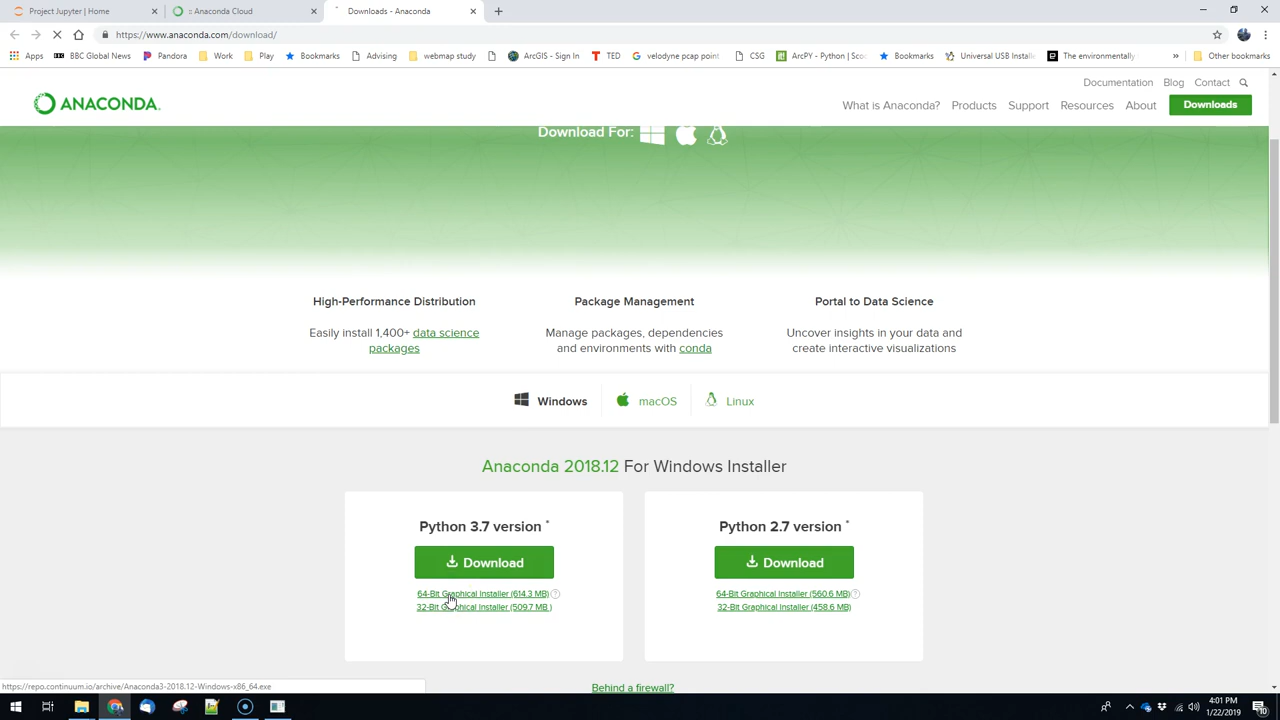 Project Jupyter | Home
:: Anaconda Cloud
Downloads - Anaconda
https://www.anaconda.com/download/
Apps
BBC Global News
Pandora
Work
Play
Bookmarks
Advising
webmap study
ArcGIS - Sign In
TED
velodyne pcap point
CSG
ArcPY - Python | Scoo
Bookmarks
Universal USB Installe
The environmentally
Other bookmarks
Documentation
Blog
Contact
ANACONDA
What is Anaconda?
Products
Support
Resources
About
Downloads
Download For:
High-Performance Distribution
Easily install 1,400+ data science
packages
Package Management
Manage packages, dependencies
and environments with conda
Portal to Data Science
Uncover insights in your data and
create interactive visualizations
Windows
macOS
Linux
Anaconda 2018.12 For Windows Installer
Python 3.7 version *
Download
64-Bit Graphical Installer (614.3 MB) ?
32-Bit Graphical Installer (509.7 MB )
Python 2.7 version *
Download
64-Bit Graphical Installer (560.6 MB) ?
32-Bit Graphical Installer (458.6 MB)
Behind a firewall?
https://repo.continuum.io/archive/Anaconda3-2018.12-Windows-x86_64.exe
4:01 PM
1/22/2019